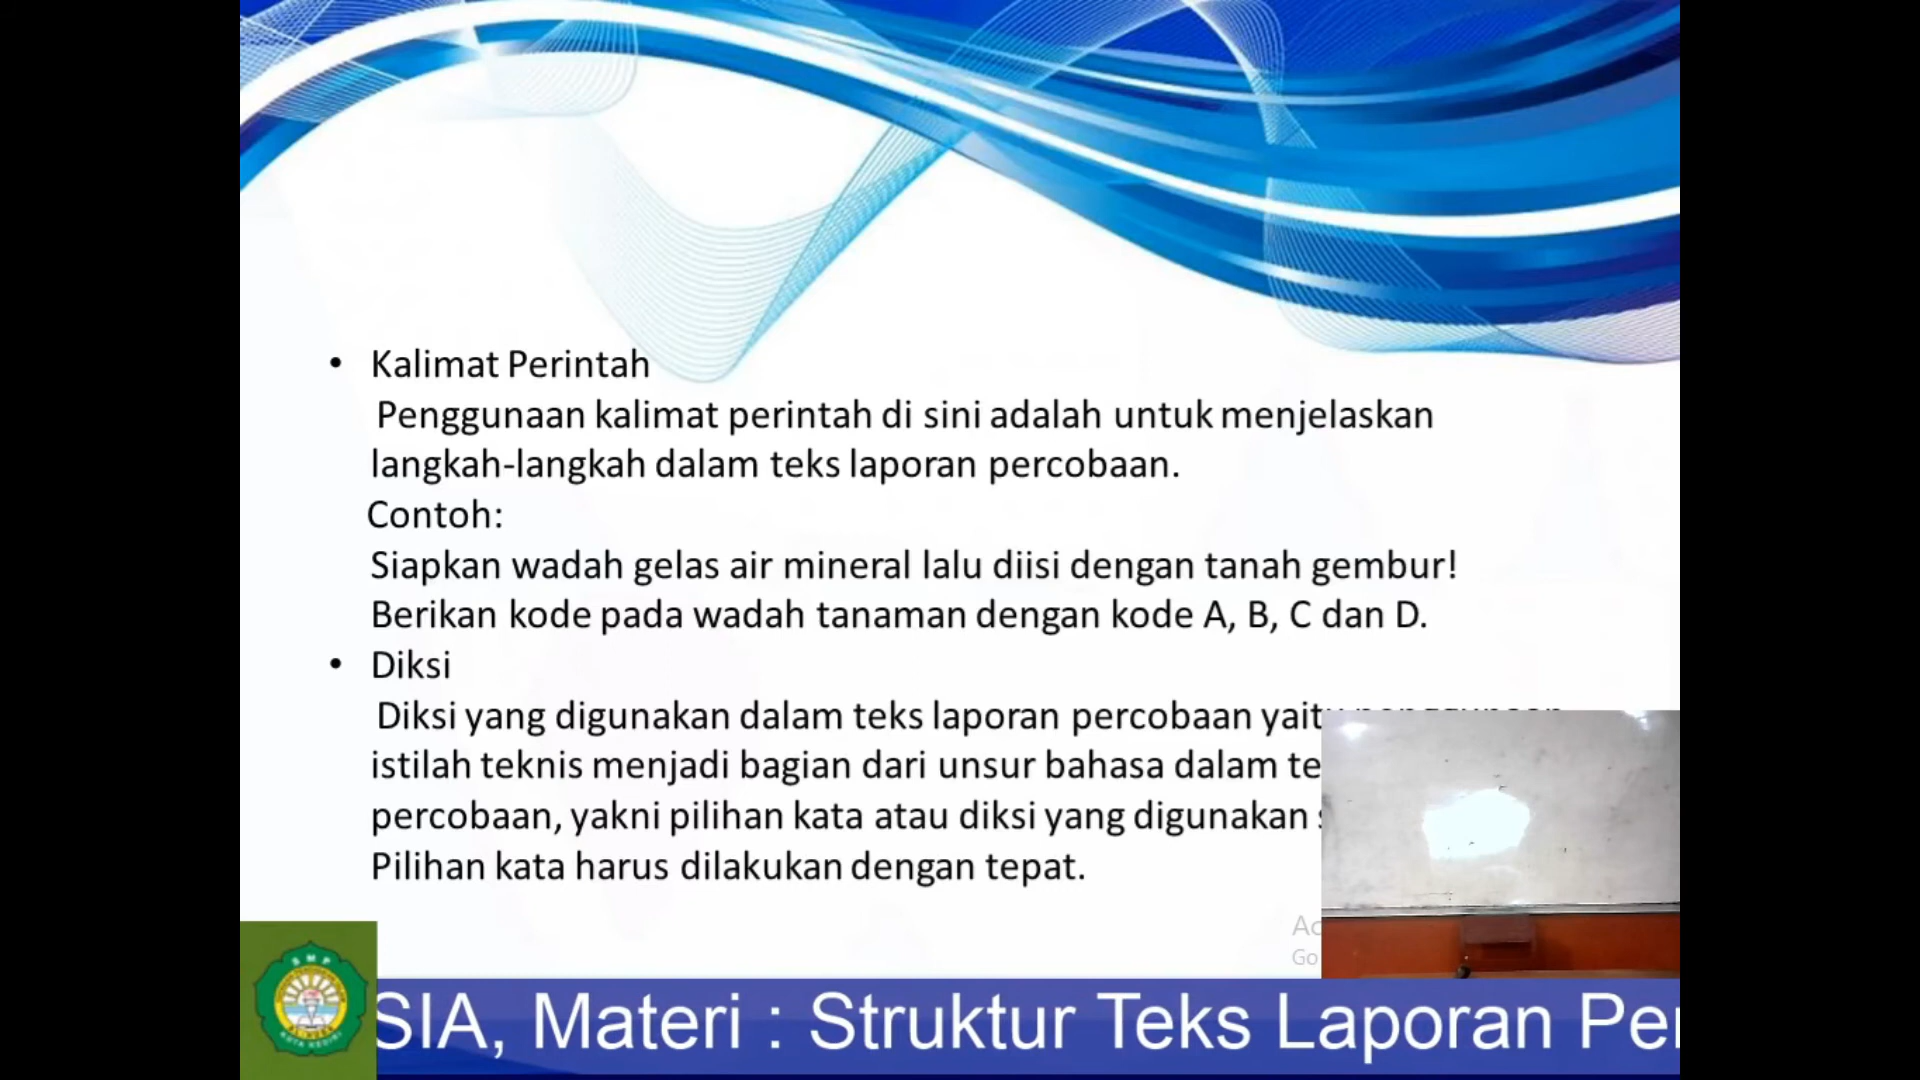 • Kalimat Perintah
Penggunaan kalimat perintah di sini adalah untuk menjelaskan
langkah-langkah dalam teks laporan percobaan.
Contoh:
Siapkan wadah gelas air mineral lalu diisi dengan tanah gembur!
Berikan kode pada wadah tanaman dengan kode A, B, C dan D.
• Diksi
Diksi yang digunakan dalam teks laporan percobaan
istilah teknis menjadi bagian dari unsur bahasa dalam
percobaan, yakni pilihan kata atau diksi yang digunakan
Pilihan kata harus dilakukan dengan tepat.
Go
SMP
SIA, Materi : Struktur Teks Laporan